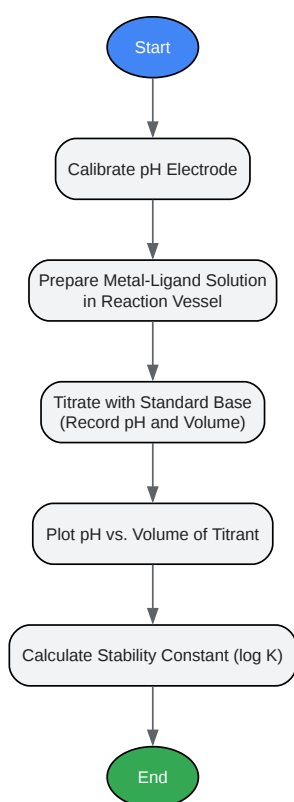 Start
Calibrate pH Electrode
Prepare Metal-Ligand Solution
in Reaction Vessel
Titrate with Standard Base
(Record pH and Volume)
Plot pH vs. Volume of Titrant
Calculate Stability Constant (log K)
End